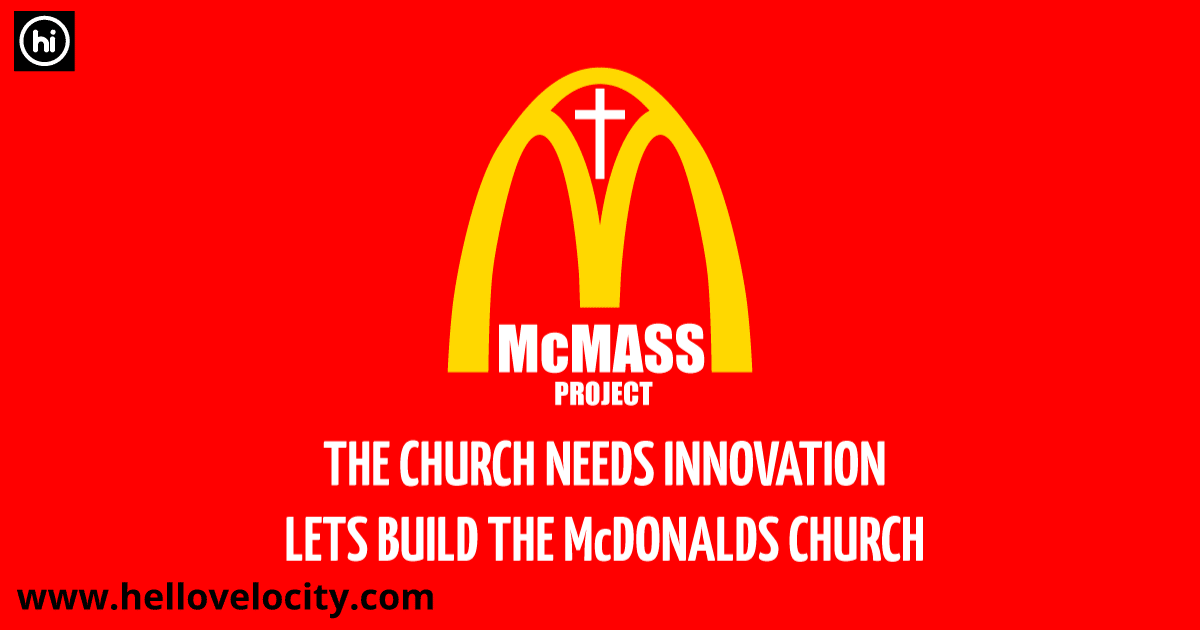 hi
McMASS
PROJECT
THE CHURCH NEEDS INNOVATION
LETS BUILD THE McDONALDS CHURCH
www.hellovelocity.com